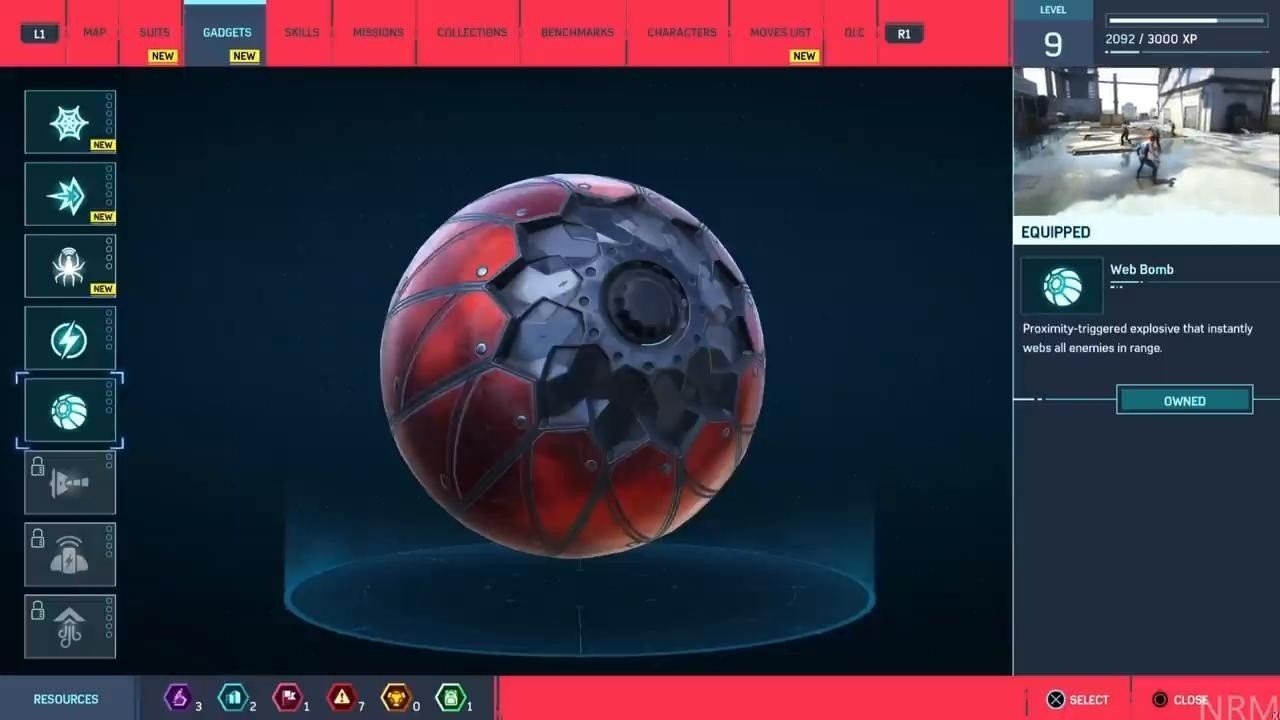 L1 MAP SUITS GADGETS SKILLS MISSIONS COLLECTIONS BENCHMARKS CHARACTERS MOVES LIST DLC R1
NEW NEW NEW
LEVEL
9
2092 / 3000 XP
NEW
NEW
NEW
EQUIPPED
Web Bomb
Proximity-triggered explosive that instantly
webs all enemies in range.
OWNED
RESOURCES 3 2 1 7 0 1
SELECT CLOSE
NRM